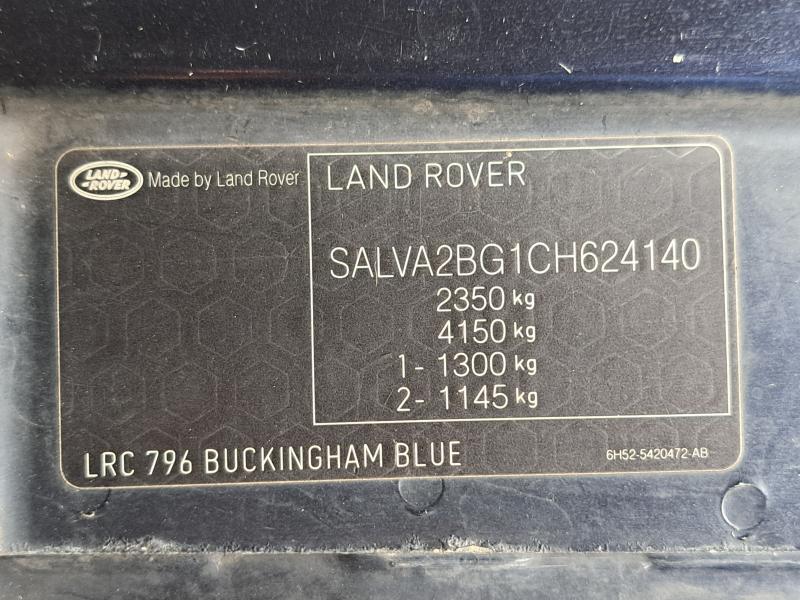 LAND ROVER
Made by Land Rover
LAND ROVER
SALVA2BG1CH624140
2350 kg
4150 kg
1- 1300 kg
2- 1145 kg
LRC 796 BUCKINGHAM BLUE
6H52-5420472-AB